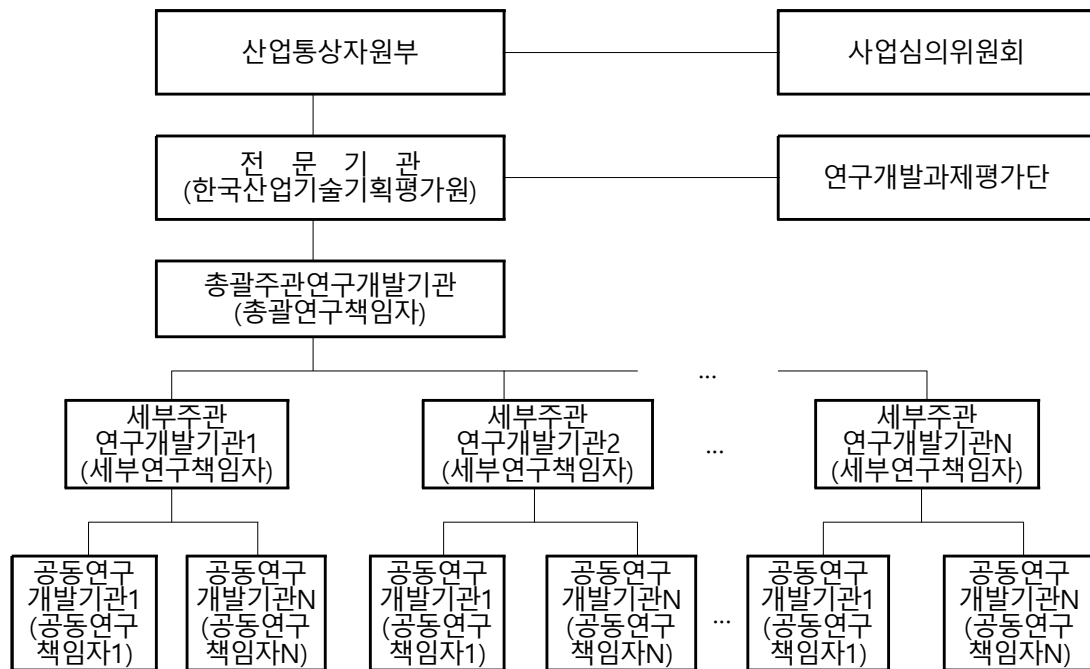 산업통상자원부
사업심의위원회
전 문 기 관
(한국산업기술기획평가원)
연구개발과제평가단
총괄주관연구개발기관
(총괄연구책임자)
...
세부주관
연구개발기관1
(세부연구책임자)
세부주관
연구개발기관2
(세부연구책임자)
...
세부주관
연구개발기관N
(세부연구책임자)
공동연구
개발기관1
(공동연구
책임자1)
공동연구
개발기관N
(공동연구
책임자N)
공동연구
개발기관1
(공동연구
책임자1)
공동연구
개발기관N
(공동연구
책임자N)
...
공동연구
개발기관1
(공동연구
책임자1)
공동연구
개발기관N
(공동연구
책임자N)